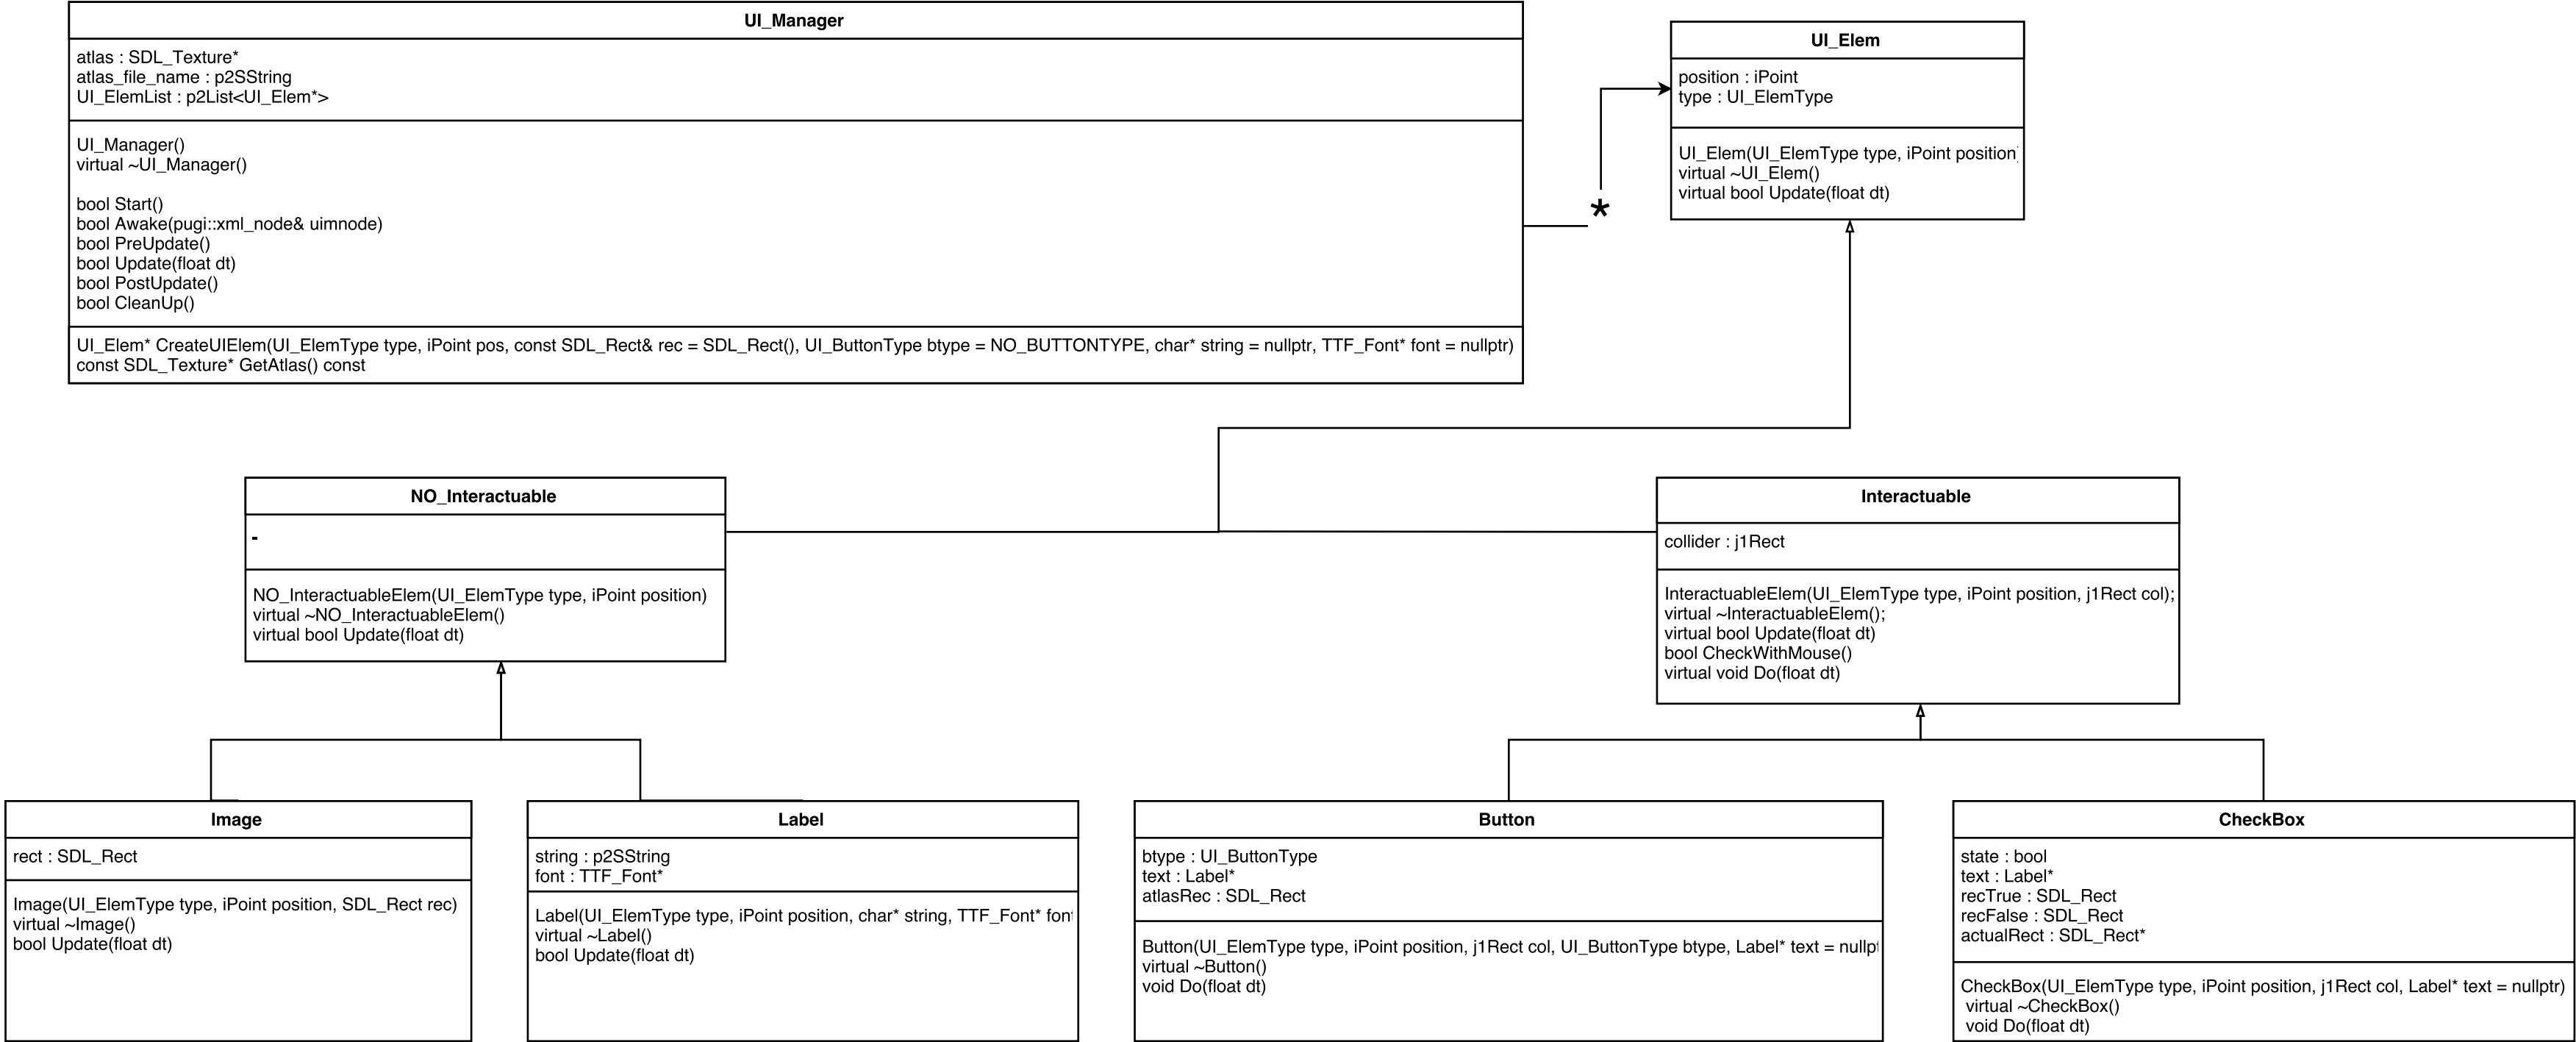 UI_Manager
atlas : SDL_Texture*
atlas_file_name : p2SString
UI_ElemList : p2List<UI_Elem*>
UI_Manager()
virtual ~UI_Manager()
bool Start()
bool Awake(pugi::xml_node& uimnode)
bool PreUpdate()
bool Update(float dt)
bool PostUpdate()
bool CleanUp()
UI_Elem* CreateUIElem(UI_ElemType type, iPoint pos, const SDL_Rect& rec = SDL_Rect(), UI_ButtonType btype = NO_BUTTONTYPE, char* string = nullptr, TTF_Font* font = nullptr)
const SDL_Texture* GetAtlas() const
*
UI_Elem
position : iPoint
type : UI_ElemType
UI_Elem(UI_ElemType type, iPoint position)
virtual ~UI_Elem()
virtual bool Update(float dt)
NO_Interactuable
-
NO_InteractuableElem(UI_ElemType type, iPoint position)
virtual ~NO_InteractuableElem()
virtual bool Update(float dt)
Interactuable
collider : j1Rect
InteractuableElem(UI_ElemType type, iPoint position, j1Rect col);
virtual ~InteractuableElem();
virtual bool Update(float dt)
bool CheckWithMouse()
virtual void Do(float dt)
Image
rect : SDL_Rect
Image(UI_ElemType type, iPoint position, SDL_Rect rec)
virtual ~Image()
bool Update(float dt)
Label
string : p2SString
font : TTF_Font*
Label(UI_ElemType type, iPoint position, char* string, TTF_Font* font
virtual ~Label()
bool Update(float dt)
Button
btype : UI_ButtonType
text : Label*
atlasRec : SDL_Rect
Button(UI_ElemType type, iPoint position, j1Rect col, UI_ButtonType btype, Label* text = nullpt
virtual ~Button()
void Do(float dt)
CheckBox
state : bool
text : Label*
recTrue : SDL_Rect
recFalse : SDL_Rect
actualRect : SDL_Rect*
CheckBox(UI_ElemType type, iPoint position, j1Rect col, Label* text = nullptr)
virtual ~CheckBox()
void Do(float dt)